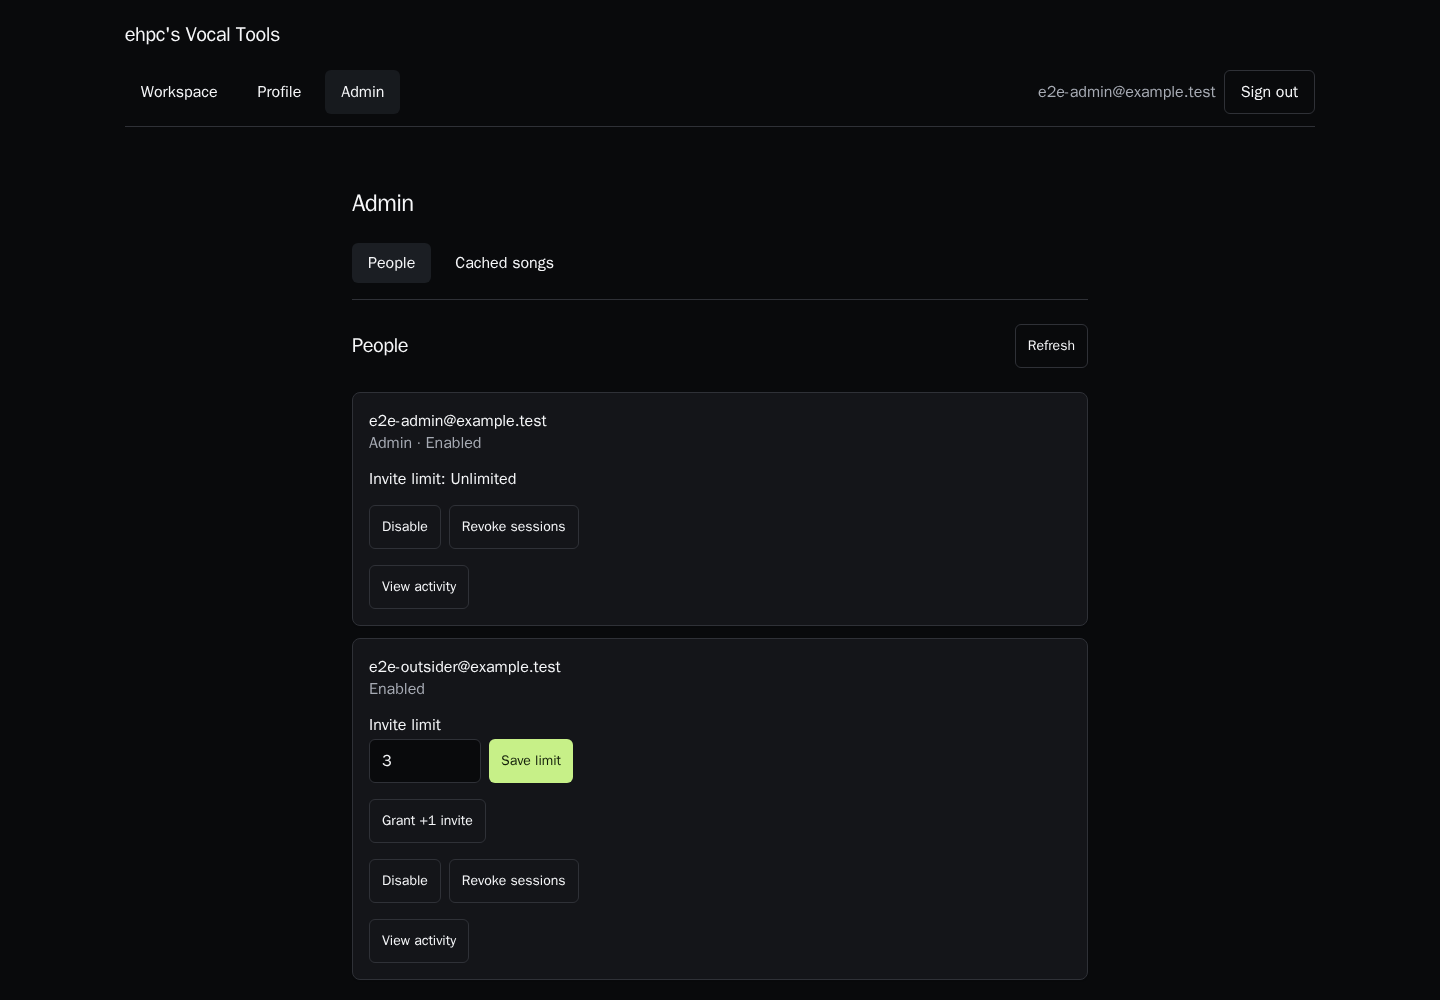 ehpc's Vocal Tools
Workspace Profile Admin e2e-admin@example.test Sign out
Admin
People Cached songs
People Refresh
e2e-admin@example.test
Admin · Enabled
Invite limit: Unlimited
Disable Revoke sessions
View activity
e2e-outsider@example.test
Enabled
Invite limit
3 Save limit
Grant +1 invite
Disable Revoke sessions
View activity